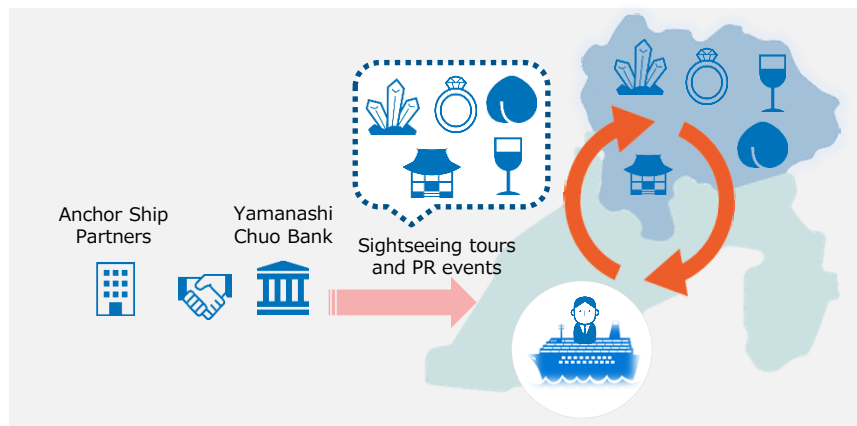 Anchor Ship
Partners
Yamanashi
Chuo Bank
Sightseeing tours
and PR events